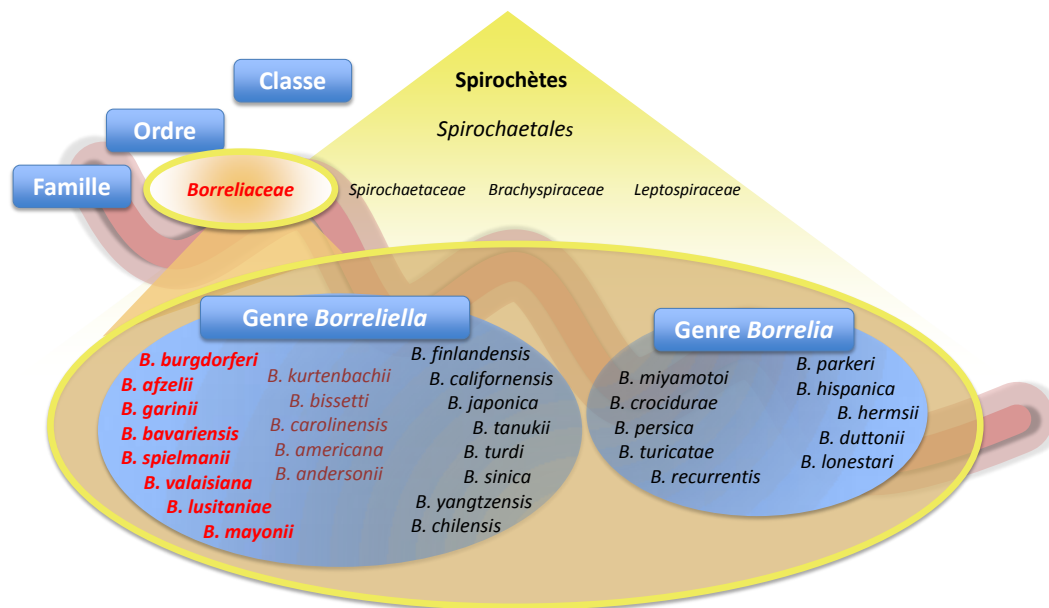 Classe
Spirochètes
Ordre
Spirochaetales
Famille
Borreliaceae
Spirochaetaceae
Brachyspiraceae
Leptospiraceae
Genre Borreliella
B. burgdorferi
B. afzelii
B. garinii
B. bavariensis
B. spielmanii
B. valaisiana
B. lusitaniae
B. mayonii
B. kurtenbachii
B. bissetti
B. carolinensis
B. americana
B. andersonii
B. finlandensis
B. californensis
B. japonica
B. tanukii
B. turdi
B. sinica
B. yangtzensis
B. chilensis
Genre Borrelia
B. miyamotoi
B. crocidurae
B. persica
B. turicatae
B. recurrentis
B. parkeri
B. hispanica
B. hermsii
B. duttonii
B. lonestari